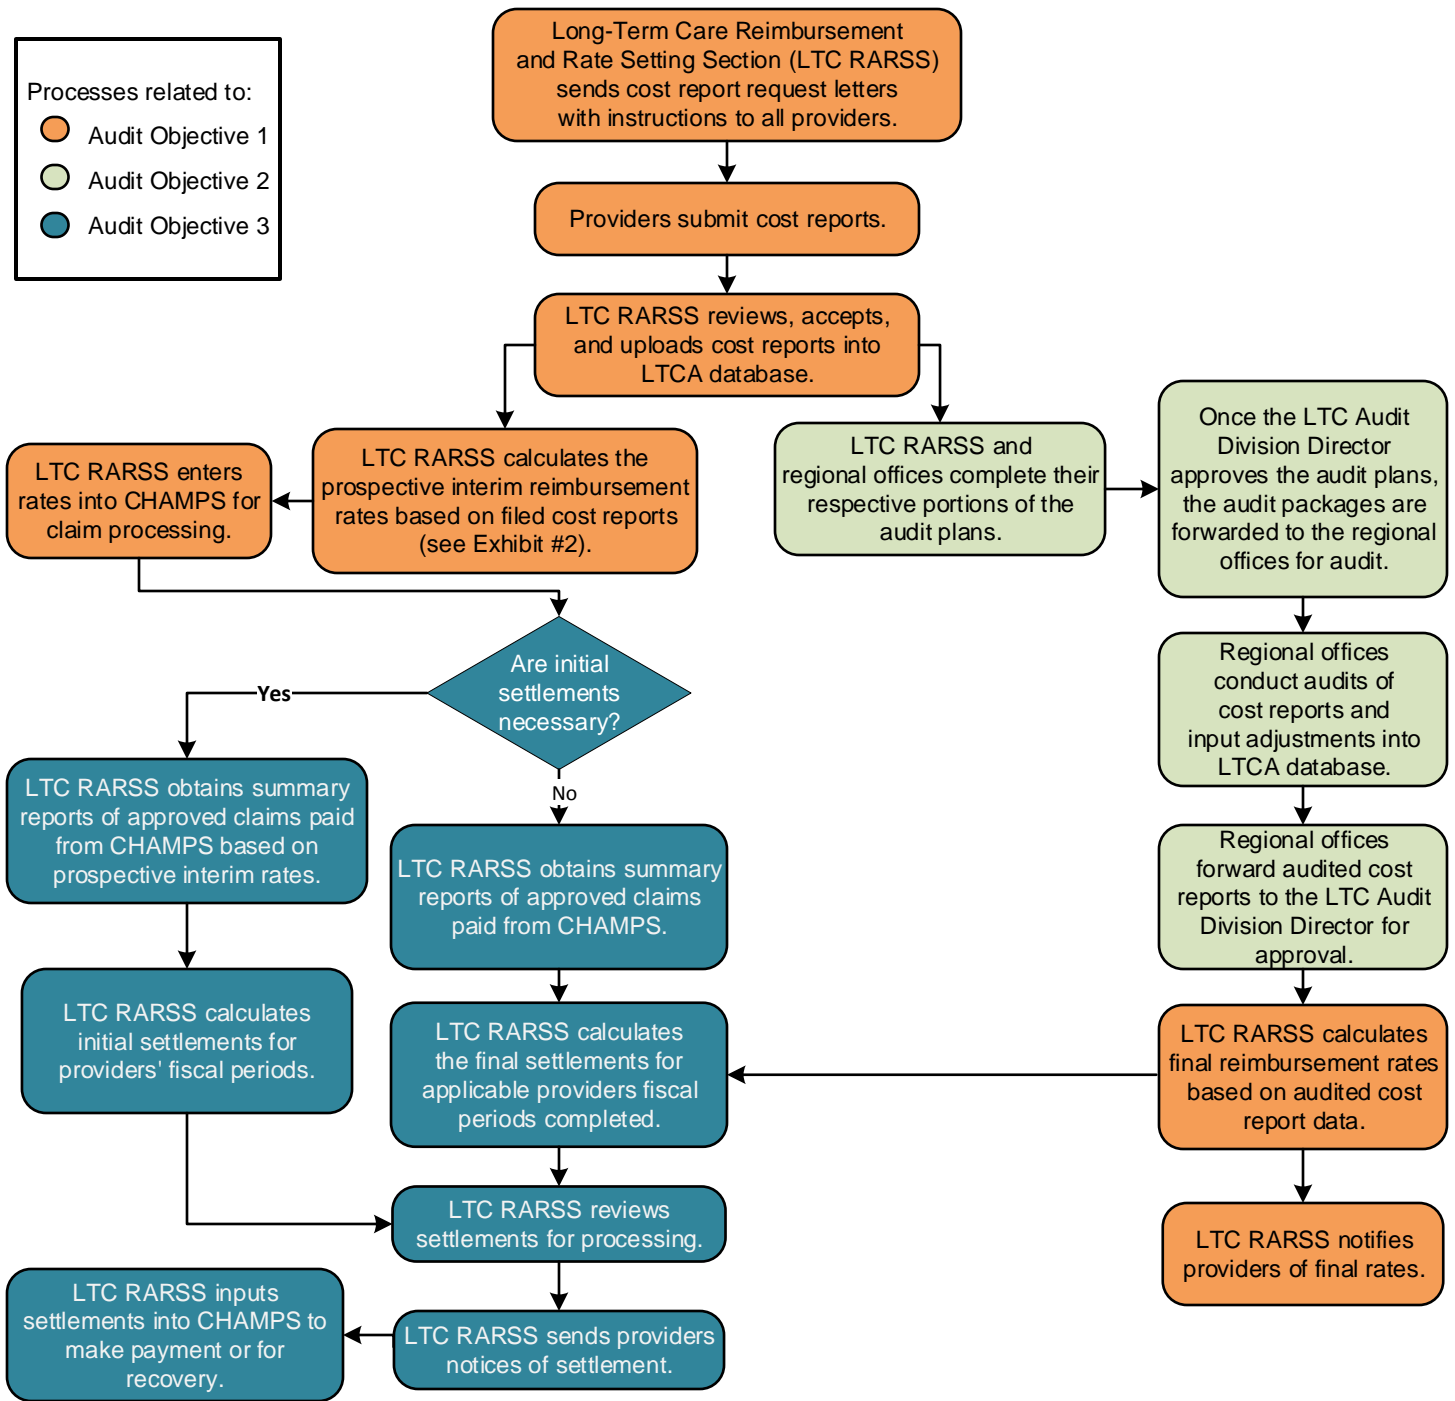 Long-Term Care Reimbursement
and Rate Setting Section (LTC RARSS)
sends cost report request letters
with instructions to all providers.
Processes related to:
Audit Objective 1
Audit Objective 2
Audit Objective 3
Providers submit cost reports.
LTC RARSS reviews, accepts,
and uploads cost reports into
LTCA database.
LTC RARSS enters
rates into CHAMPS for
claim processing.
LTC RARSS calculates the
prospective interim reimbursement
rates based on filed cost reports
(see Exhibit #2).
LTC RARSS and
regional offices complete their
respective portions of the
audit plans.
Once the LTC Audit
Division Director
approves the audit plans,
the audit packages are
forwarded to the regional
offices for audit.
Are initial
settlements
necessary?
Yes
No
Regional offices
conduct audits of
cost reports and
input adjustments into
LTCA database.
LTC RARSS obtains summary
reports of approved claims paid
from CHAMPS based on
prospective interim rates.
LTC RARSS obtains summary
reports of approved claims
paid from CHAMPS.
Regional offices
forward audited cost
reports to the LTC Audit
Division Director for
approval.
LTC RARSS calculates
initial settlements for
providers' fiscal periods.
LTC RARSS calculates
the final settlements for
applicable providers fiscal
periods completed.
LTC RARSS calculates
final reimbursement rates
based on audited cost
report data.
LTC RARSS reviews
settlements for processing.
LTC RARSS notifies
providers of final rates.
LTC RARSS inputs
settlements into CHAMPS to
make payment or for
recovery.
LTC RARSS sends providers
notices of settlement.